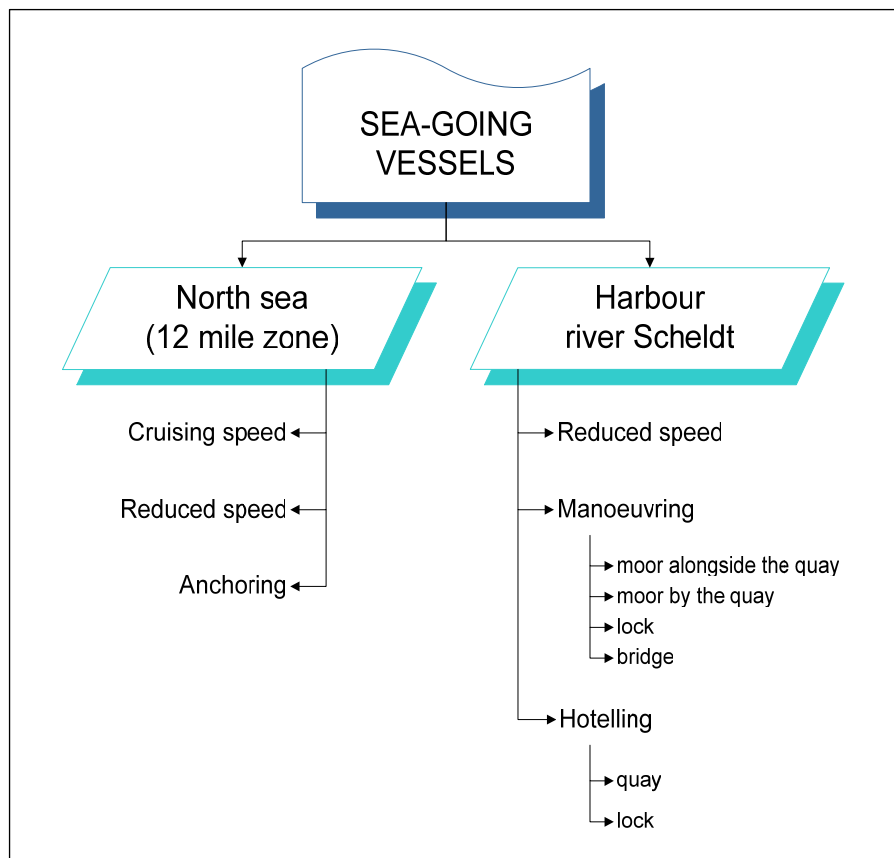 SEA-GOING
VESSELS
North sea
(12 mile zone)
Cruising speed
Reduced speed
Anchoring
Harbour
river Scheldt
Reduced speed
Manoeuvring
moor alongside the quay
moor by the quay
lock
bridge
Hotelling
quay
lock